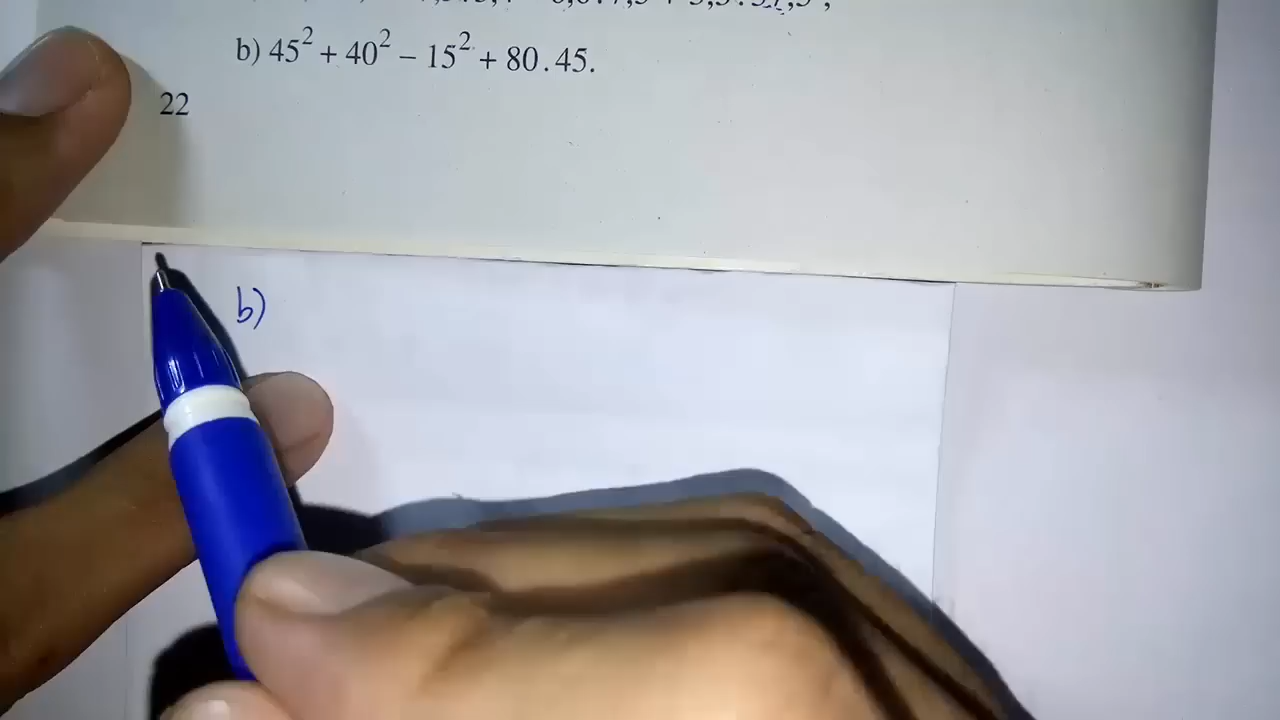 b) 45² + 40² – 15² + 80 . 45.
22
b)